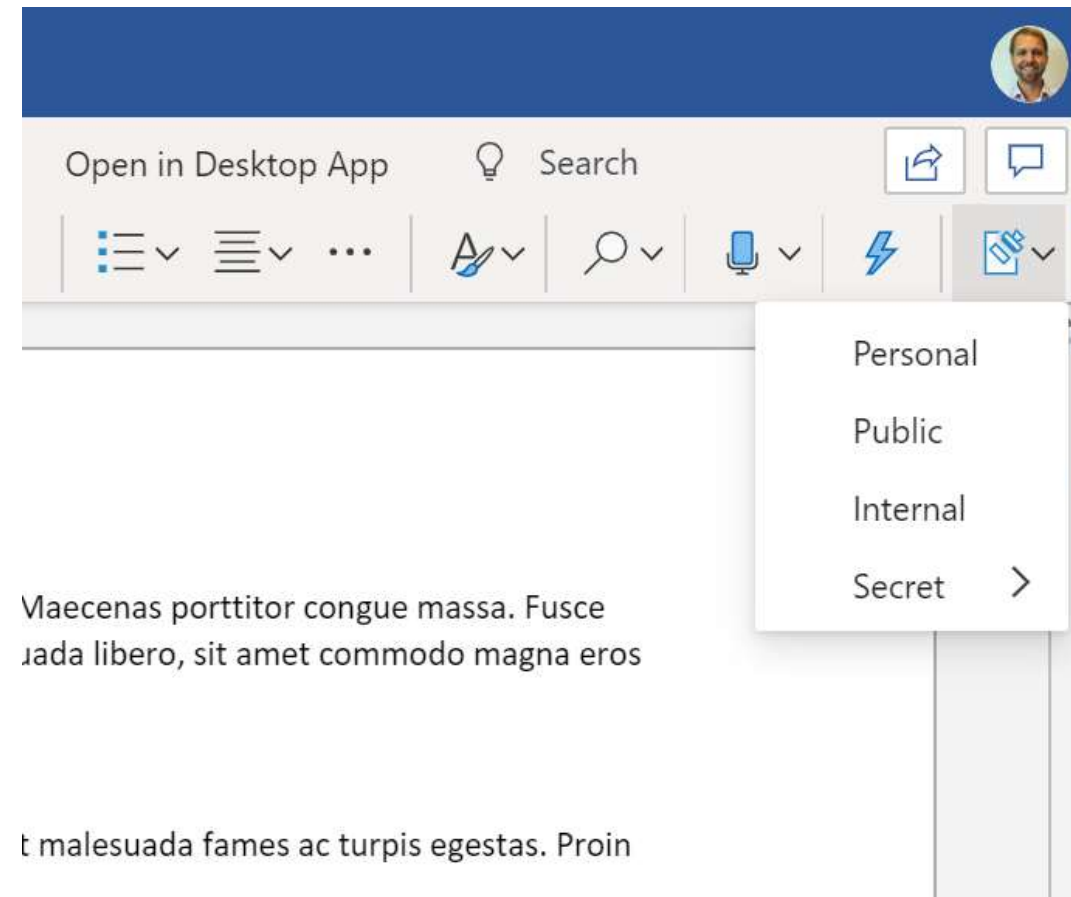 Open in Desktop App Search
Personal
Public
Internal
Secret
Maecenas porttitor congue massa. Fusce
libero, sit amet commodo magna eros
malesuada fames ac turpis egestas. Proin